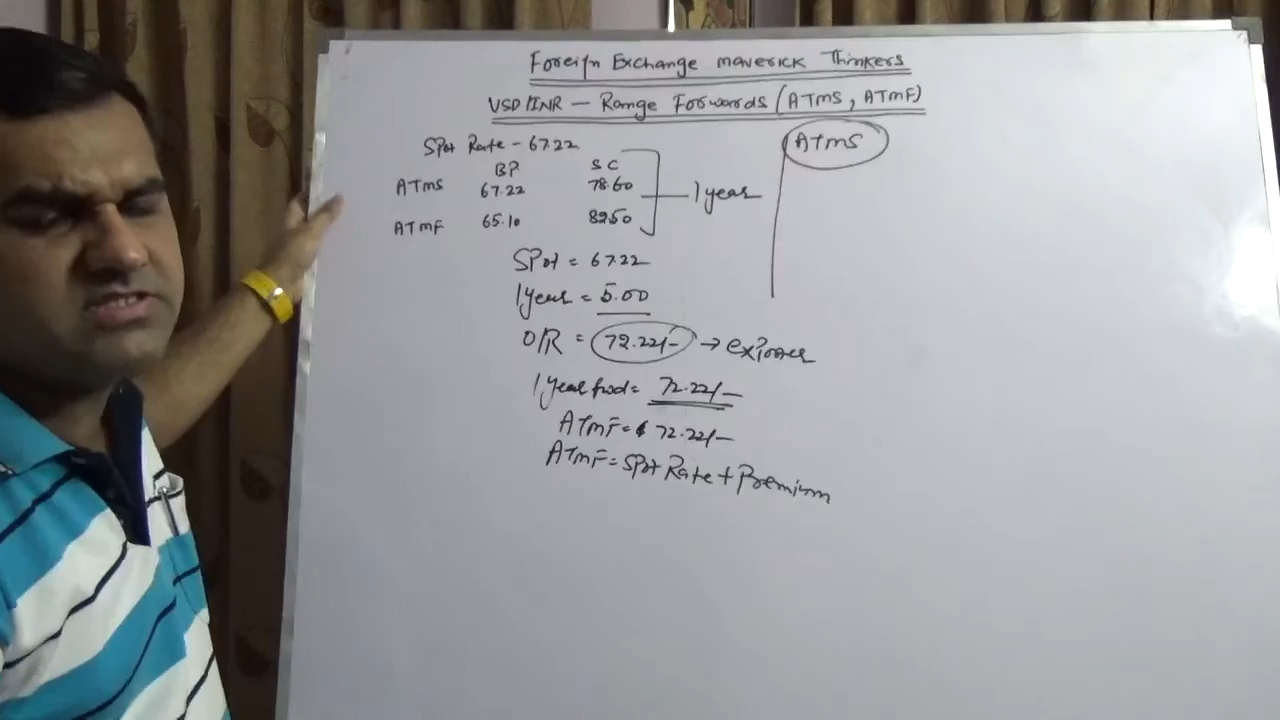 Foreign Exchange maverick Thinkers
USD/INR — Range Forwards (ATMS, ATMF)
Spot Rate - 67.22
BP SC
ATMS 67.22 78.60
ATMF 65.10 82.50
1 year
Spot = 67.22
1 year = 5.00
O/R = 72.22/- →
1 year fwd = 72.22/-
ATMF = 72.22/-
ATMF = Spot Rate + Premium
ATMS